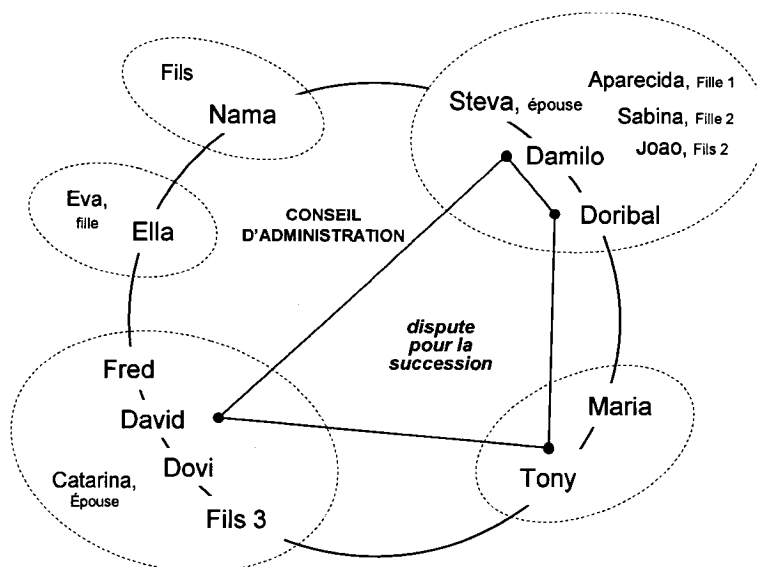 Fils
Nama
Aparecida, Fille 1
Steva, épouse
Sabina, Fille 2
Joao, Fils 2
Damilo
Doribal
Eva,
fille
Ella
CONSEIL
D'ADMINISTRATION
dispute
pour la
succession
Fred
David
Dovi
Fils 3
Catarina,
Épouse
Maria
Tony